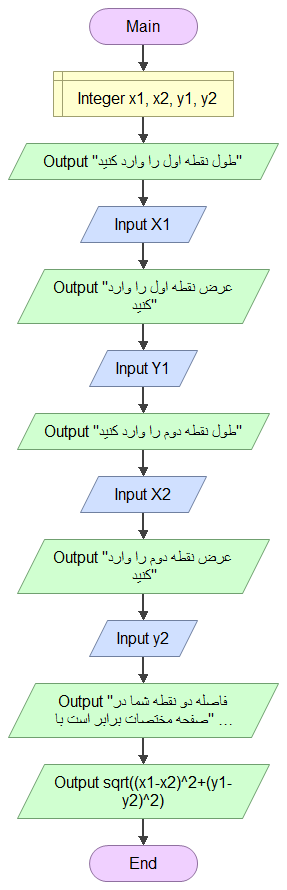 Main
Integer x1, x2, y1, y2
Output "طول نقطه اول را وارد کنید"
Input X1
Output "عرض نقطه اول را وارد
کنید"
Input Y1
Output "طول نقطه دوم را وارد کنید"
Input X2
Output "عرض نقطه دوم را وارد
کنید"
Input y2
Output "فاصله دو نقطه شما در
صفحه مختصات برابر است با" ...
Output sqrt((x1-x2)^2+(y1-
y2)^2)
End